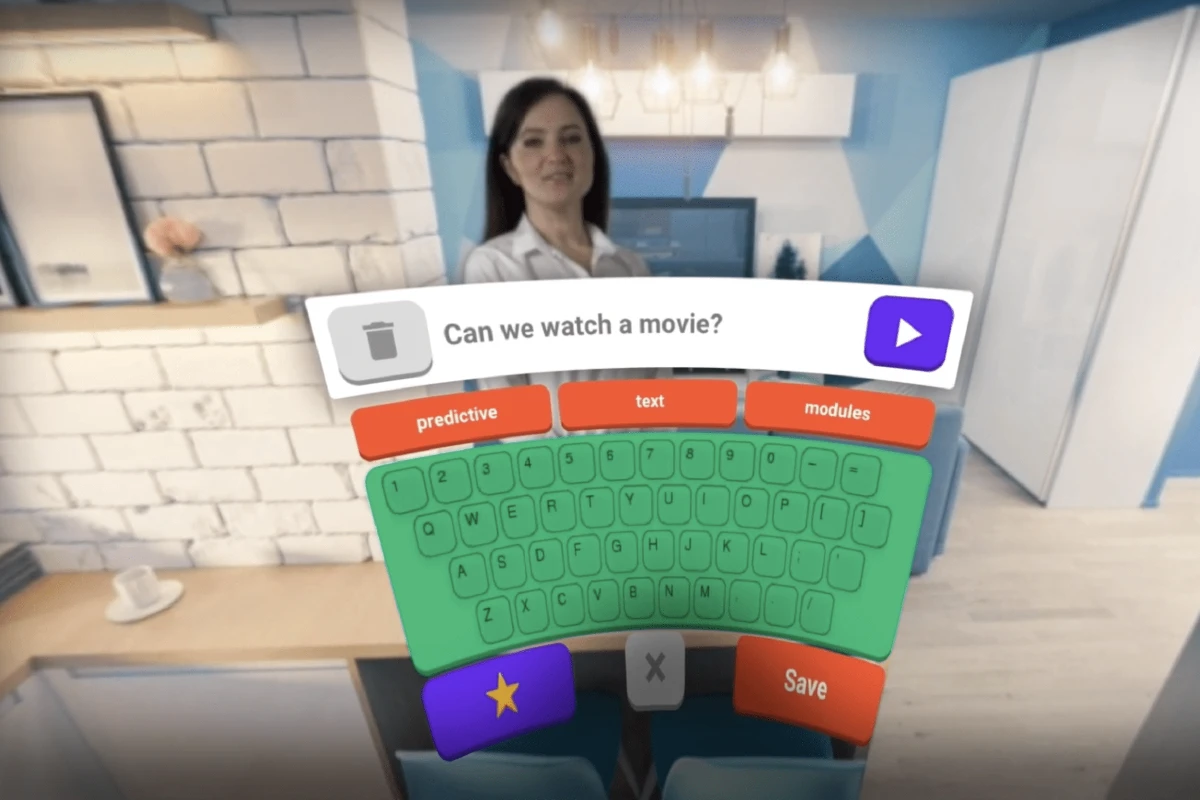 Can we watch a movie?
predictive text modules
1 2 3 4 5 6 7 8 9 0 - =
Q W E R T Y U I O P [ ]
A S D F G H J K L ; '
Z X C V B N M , . /
X Save